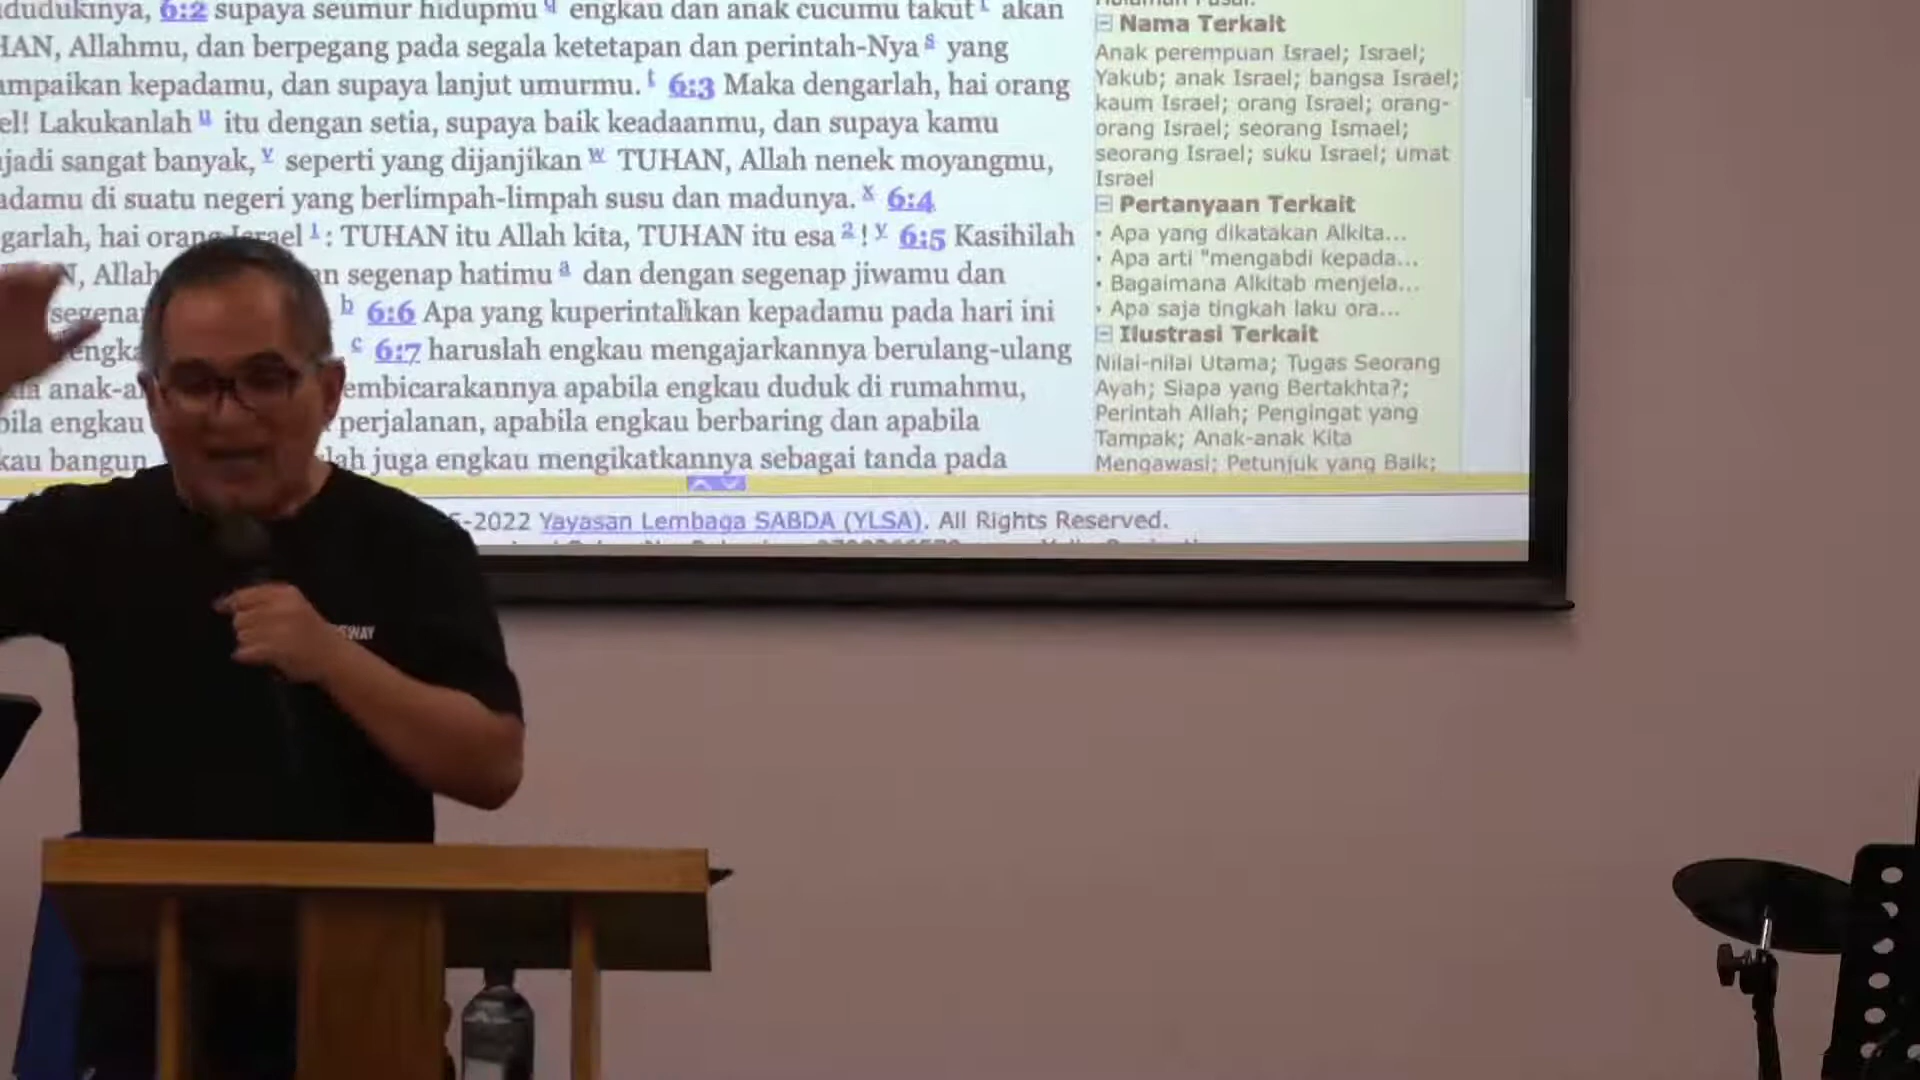 6:2 supaya seumur hidupmu q engkau dan anak cucumu takut r akan
HAN, Allahmu, dan berpegang pada segala ketetapan dan perintah-Nya s yang
ampaikan kepadamu, dan supaya lanjut umurmu. t 6:3 Maka dengarlah, hai orang
el! Lakukanlah u itu dengan setia, supaya baik keadaanmu, dan supaya kamu
jadi sangat banyak, v seperti yang dijanjikan w TUHAN, Allah nenek moyangmu,
adamu di suatu negeri yang berlimpah-limpah susu dan madunya. x 6:4
garlah, hai orang Israel 1 : TUHAN itu Allah kita, TUHAN itu esa 2 ! y 6:5 Kasihilah
N, Allah an segenap hatimu a dan dengan segenap jiwamu dan
segena b 6:6 Apa yang kuperintahkan kepadamu pada hari ini
engka c 6:7 haruslah engkau mengajarkannya berulang-ulang
da anak-a embicarakannya apabila engkau duduk di rumahmu,
bila engkau perjalanan, apabila engkau berbaring dan apabila
kau bangun. lah juga engkau mengikatkannya sebagai tanda pada
Nama Terkait
Anak perempuan Israel; Israel;
Yakub; anak Israel; bangsa Israel;
kaum Israel; orang Israel; orang-
orang Israel; seorang Ismael;
seorang Israel; suku Israel; umat
Israel
Pertanyaan Terkait
• Apa yang dikatakan Alkita...
• Apa arti "mengabdi kepada...
• Bagaimana Alkitab menjela...
• Apa saja tingkah laku ora...
Ilustrasi Terkait
Nilai-nilai Utama; Tugas Seorang
Ayah; Siapa yang Bertakhta?;
Perintah Allah; Pengingat yang
Tampak; Anak-anak Kita
Mengawasi; Petunjuk yang Baik;
-2022 Yayasan Lembaga SABDA (YLSA). All Rights Reserved.
SWAY